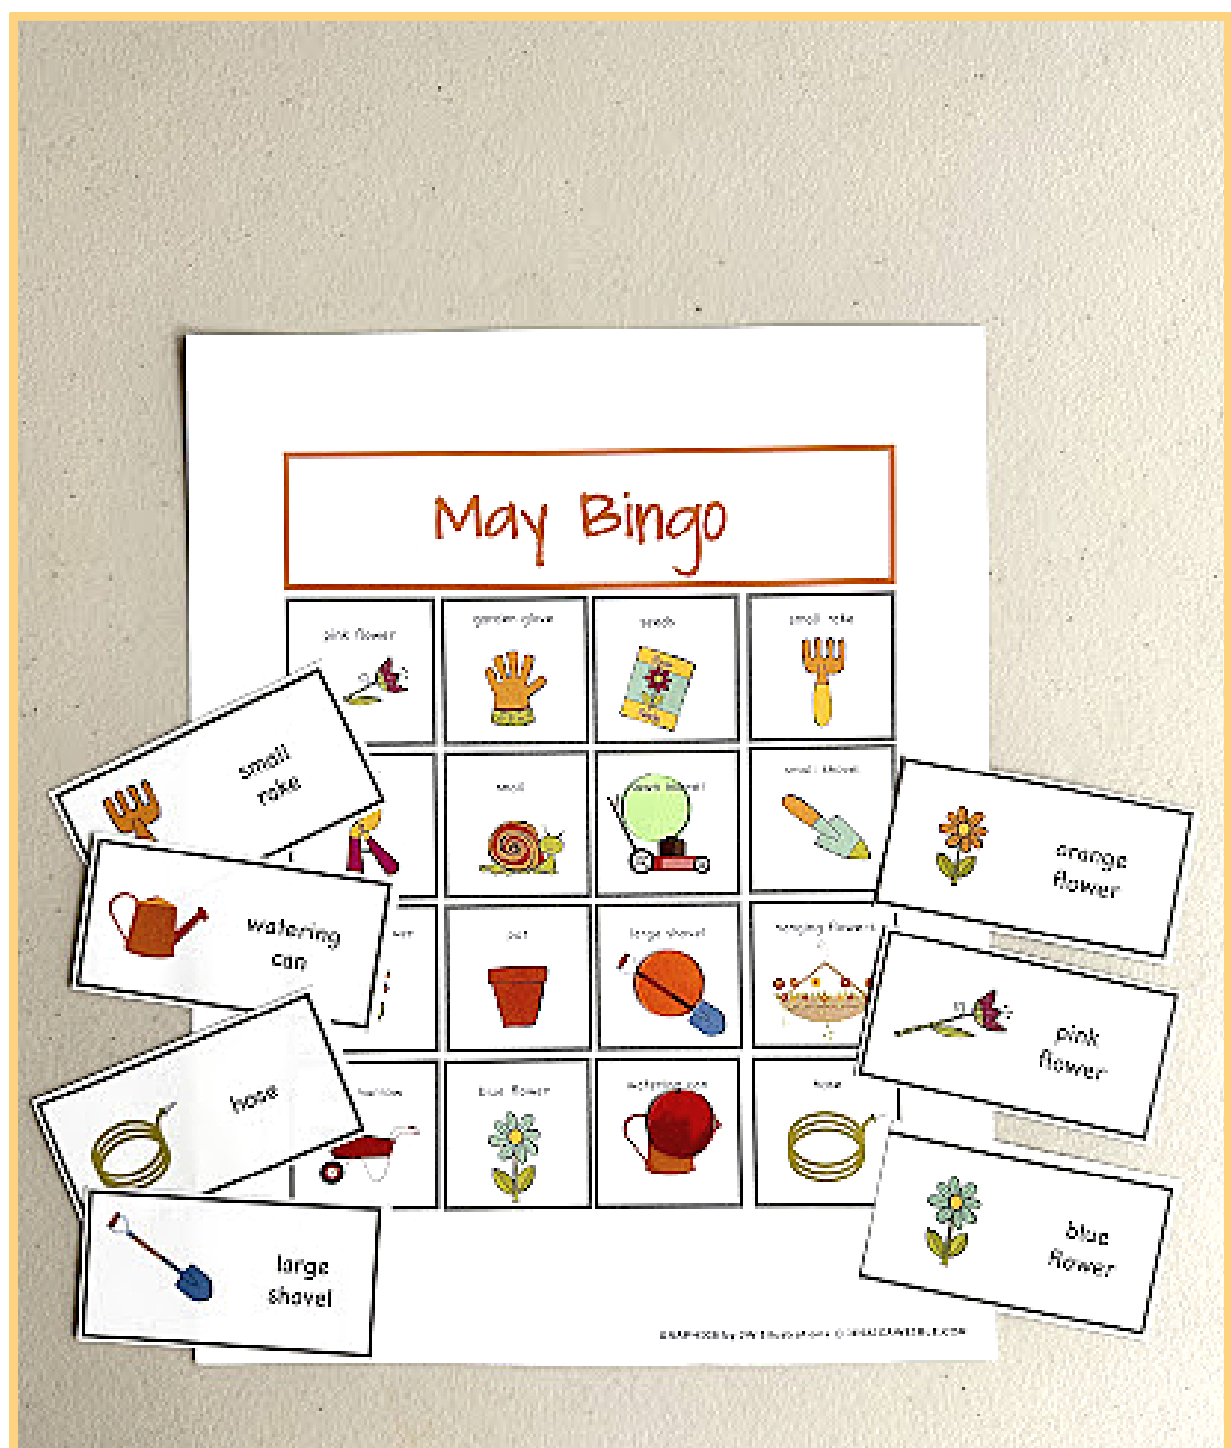 May Bingo
pink flower
garden glove
seeds
small rake
small
rake
snail
small shovel
orange
flower
watering
can
pot
large shovel
hanging flowers
pink
flower
hose
blue flower
watering can
hose
large
shovel
blue
flower